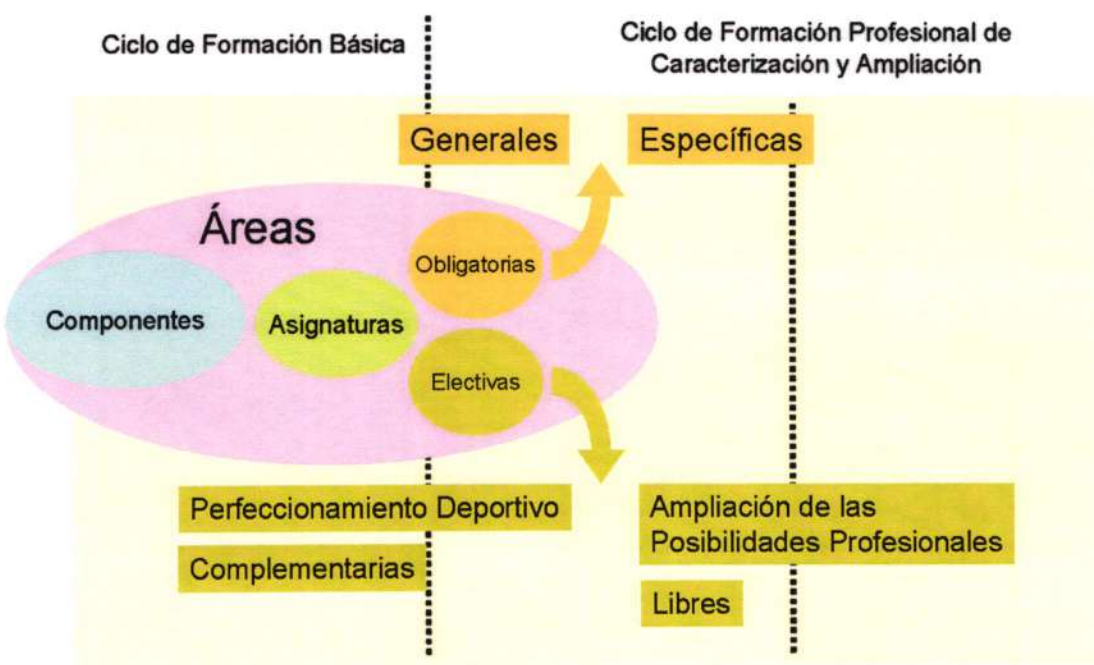 Ciclo de Formación Básica
Ciclo de Formación Profesional de
Caracterización y Ampliación
Generales
Específicas
Áreas
Obligatorias
Componentes
Asignaturas
Electivas
Perfeccionamiento Deportivo
Complementarias
Ampliación de las
Posibilidades Profesionales
Libres